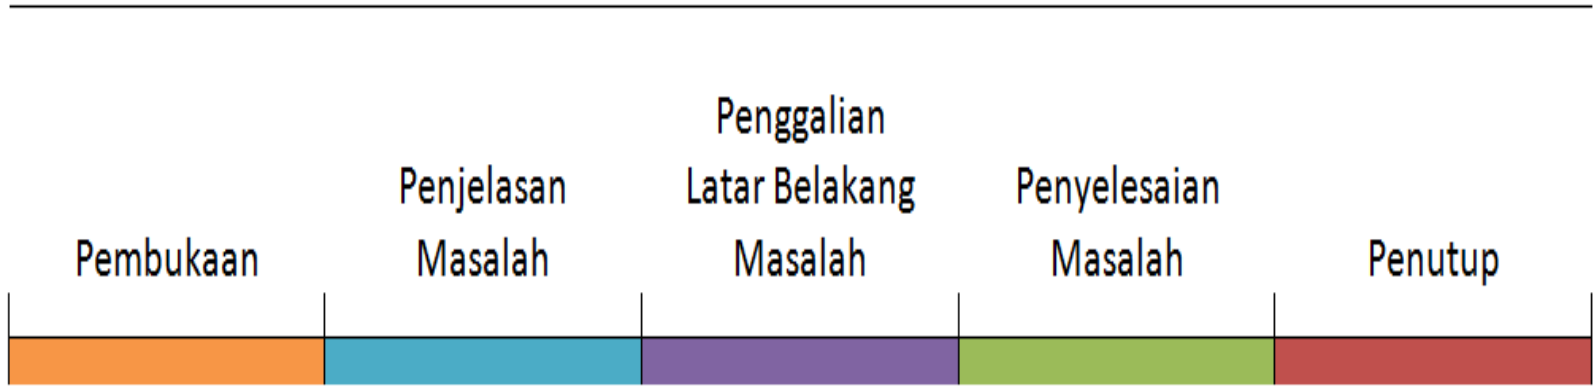 Pembukaan
Penjelasan
Masalah
Penggalian
Latar Belakang
Masalah
Penyelesaian
Masalah
Penutup